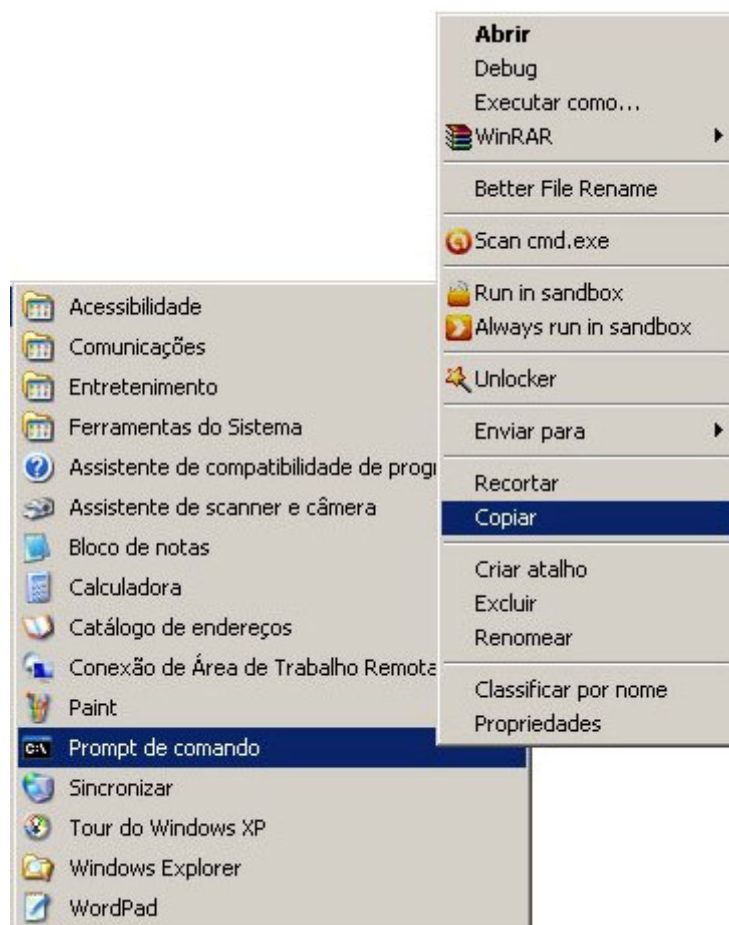 Abrir
Debug
Executar como...
WinRAR
Better File Rename
Scan cmd.exe
Run in sandbox
Always run in sandbox
Unlocker
Enviar para
Recortar
Copiar
Criar atalho
Excluir
Renomear
Classificar por nome
Propriedades
Acessibilidade
Comunicações
Entretenimento
Ferramentas do Sistema
Assistente de compatibilidade de progr
Assistente de scanner e câmera
Bloco de notas
Calculadora
Catálogo de endereços
Conexão de Área de Trabalho Remota
Paint
C:\ Prompt de comando
Sincronizar
Tour do Windows XP
Windows Explorer
WordPad